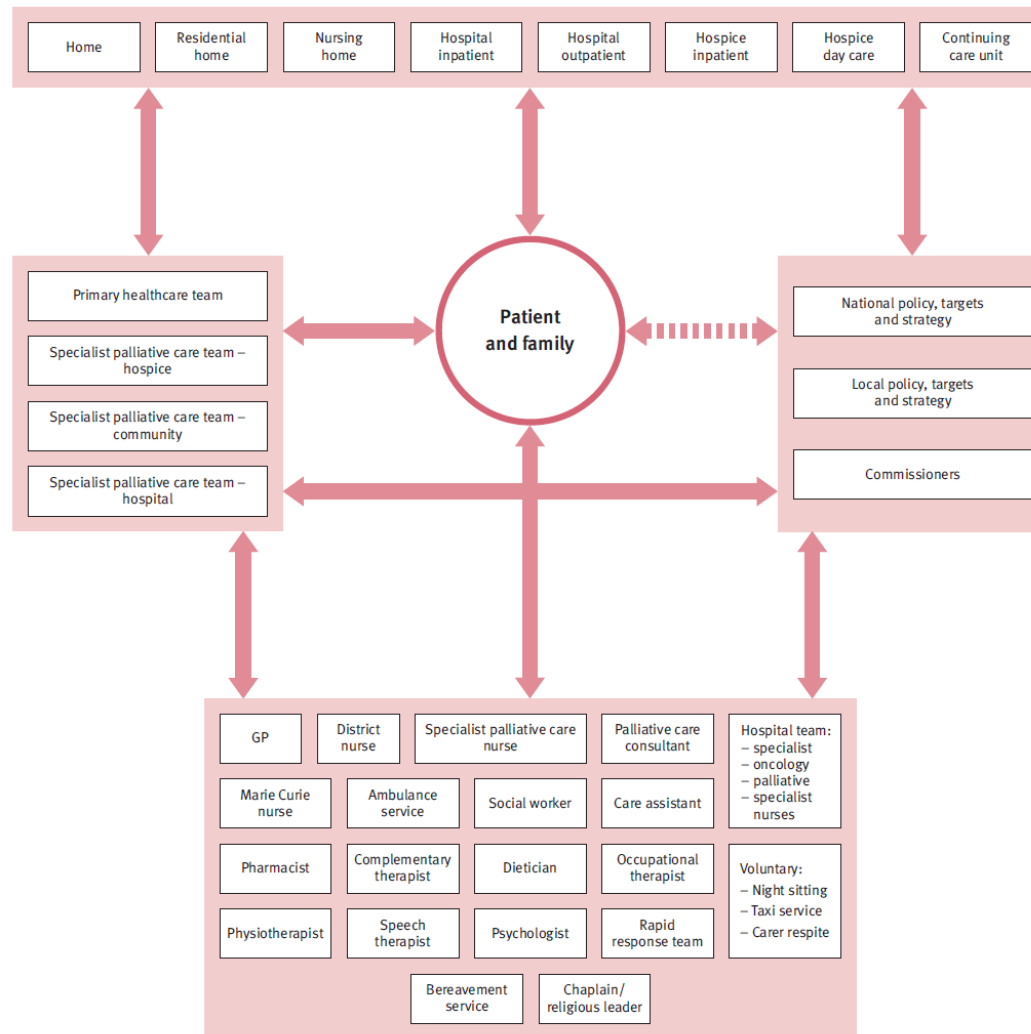 Home
Residential
home
Nursing
home
Hospital
inpatient
Hospital
outpatient
Hospice
inpatient
Hospice
day care
Continuing
care unit
Primary healthcare team
Specialist palliative care team –
hospice
Specialist palliative care team –
community
Specialist palliative care team –
hospital
Patient
and family
National policy, targets
and strategy
Local policy, targets
and strategy
Commissioners
GP
District
nurse
Specialist palliative care
nurse
Palliative care
consultant
Hospital team:
– specialist
– oncology
– palliative
– specialist
nurses
Marie Curie
nurse
Ambulance
service
Social worker
Care assistant
Pharmacist
Complementary
therapist
Dietician
Occupational
therapist
Voluntary:
– Night sitting
– Taxi service
– Carer respite
Physiotherapist
Speech
therapist
Psychologist
Rapid
response team
Bereavement
service
Chaplain/
religious leader